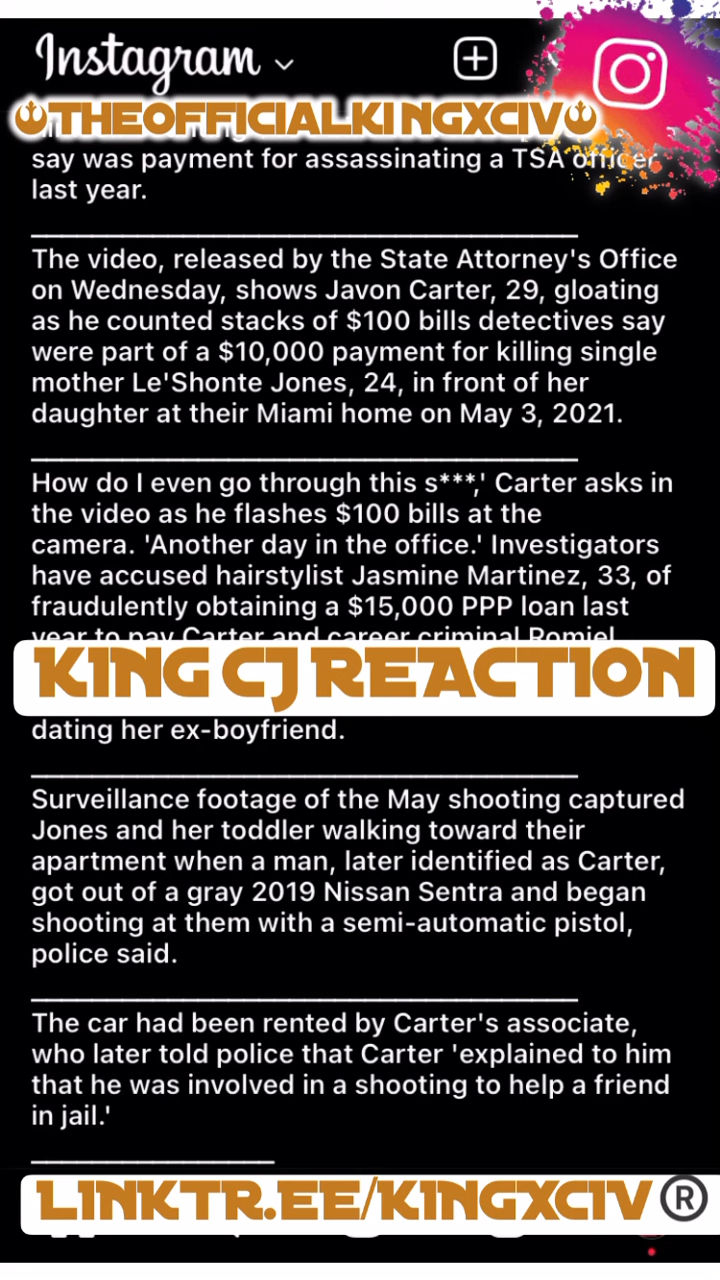 Instagram
THEOFFICIALKINGXCIV
say was payment for assassinating a TSA officer
last year.
The video, released by the State Attorney's Office
on Wednesday, shows Javon Carter, 29, gloating
as he counted stacks of $100 bills detectives say
were part of a $10,000 payment for killing single
mother Le'Shonte Jones, 24, in front of her
daughter at their Miami home on May 3, 2021.
How do I even go through this s***,' Carter asks in
the video as he flashes $100 bills at the
camera. 'Another day in the office.' Investigators
have accused hairstylist Jasmine Martinez, 33, of
fraudulently obtaining a $15,000 PPP loan last
year to pay Carter and career criminal Romiel
KING CJ REACTION
dating her ex-boyfriend.
Surveillance footage of the May shooting captured
Jones and her toddler walking toward their
apartment when a man, later identified as Carter,
got out of a gray 2019 Nissan Sentra and began
shooting at them with a semi-automatic pistol,
police said.
The car had been rented by Carter's associate,
who later told police that Carter 'explained to him
that he was involved in a shooting to help a friend
in jail.'
LINKTR.EE/KINGXCIV®